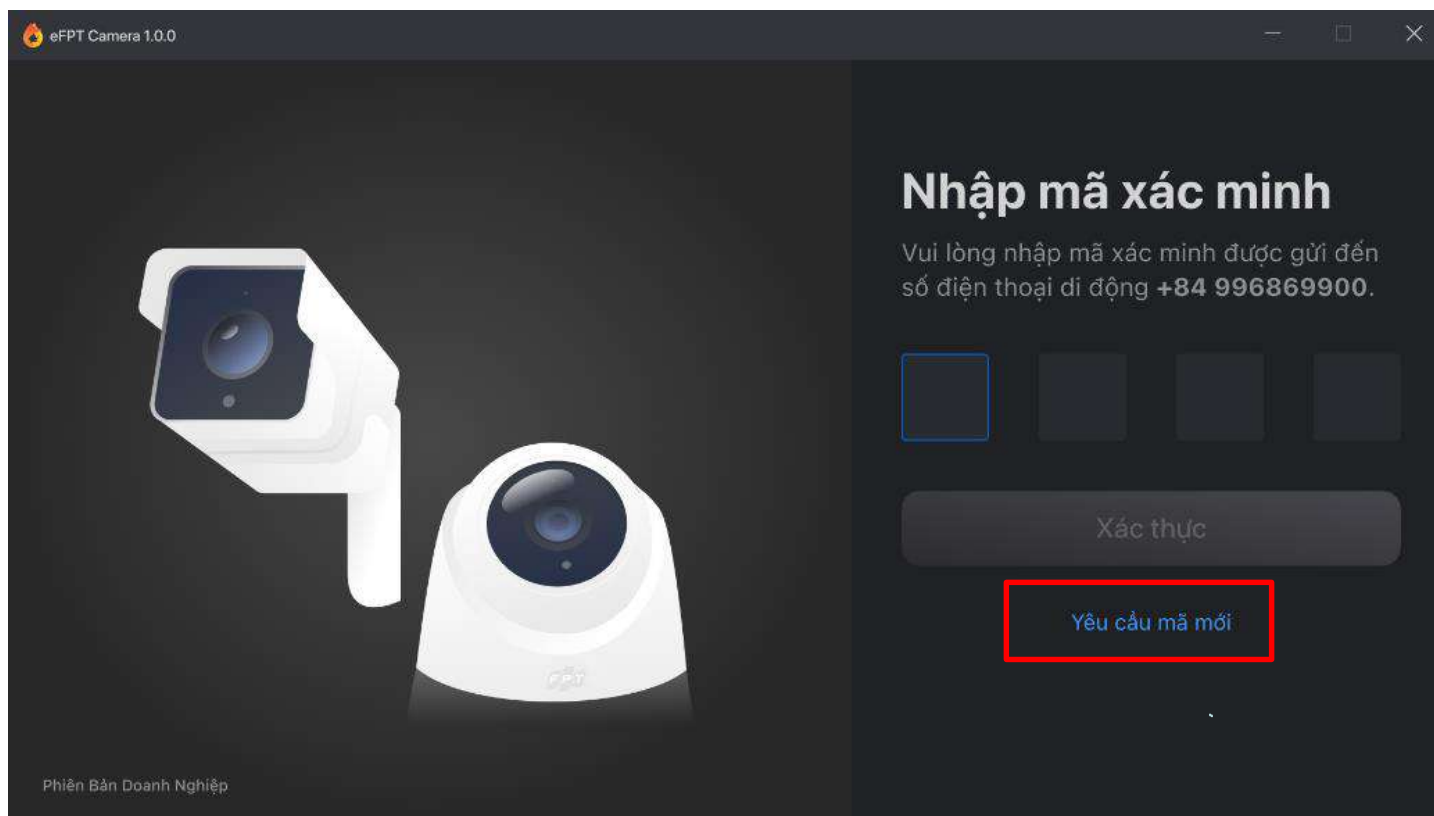 eFPT Camera 1.0.0
Nhập mã xác minh
Vui lòng nhập mã xác minh được gửi đến
số điện thoại di động +84 996869900.
Xác thực
Yêu cầu mã mới
FPT
Phiên Bản Doanh Nghiệp